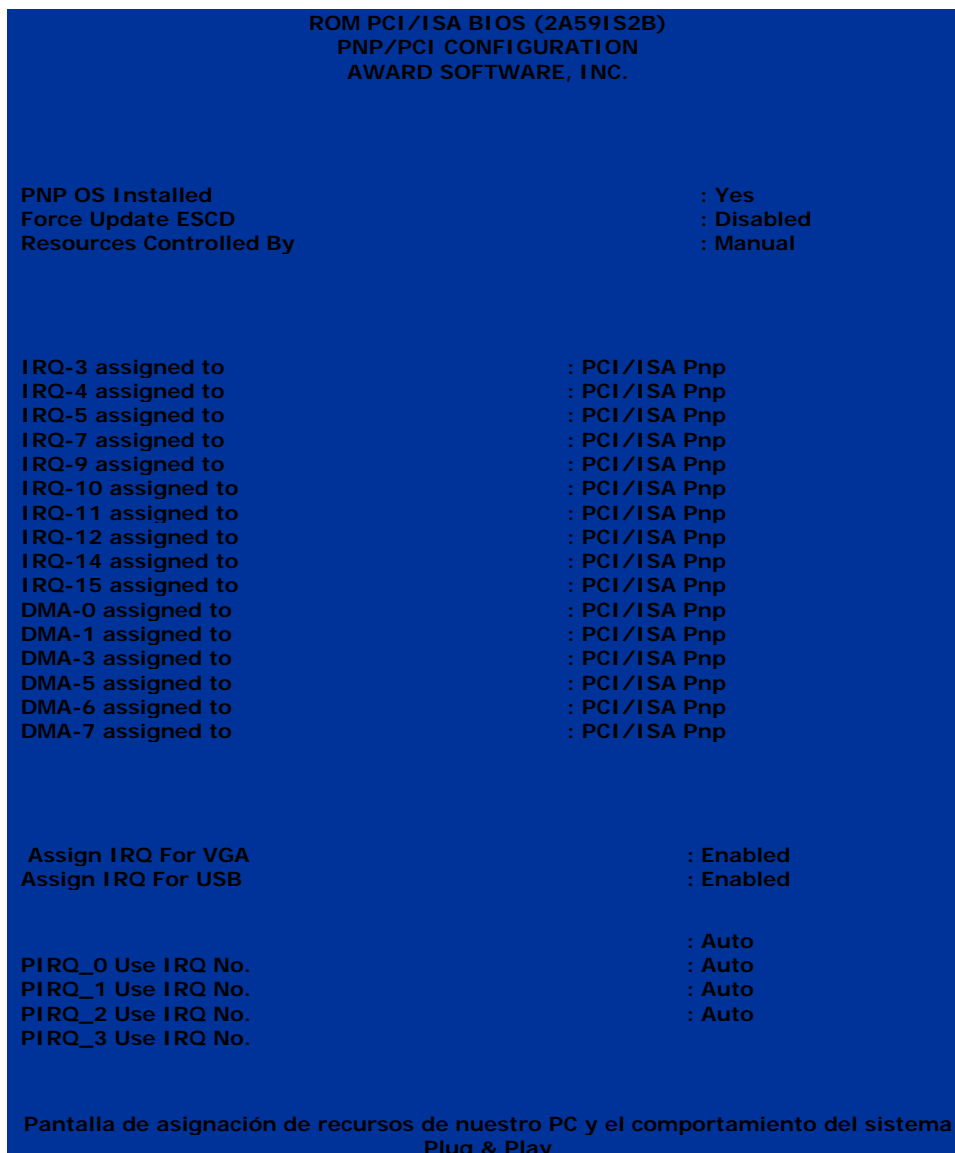 ROM PCI/ISA BIOS (2A59IS2B)
PNP/PCI CONFIGURATION
AWARD SOFTWARE, INC.
PNP OS Installed : Yes
Force Update ESCD : Disabled
Resources Controlled By : Manual
IRQ-3 assigned to : PCI/ISA Pnp
IRQ-4 assigned to : PCI/ISA Pnp
IRQ-5 assigned to : PCI/ISA Pnp
IRQ-7 assigned to : PCI/ISA Pnp
IRQ-9 assigned to : PCI/ISA Pnp
IRQ-10 assigned to : PCI/ISA Pnp
IRQ-11 assigned to : PCI/ISA Pnp
IRQ-12 assigned to : PCI/ISA Pnp
IRQ-14 assigned to : PCI/ISA Pnp
IRQ-15 assigned to : PCI/ISA Pnp
DMA-0 assigned to : PCI/ISA Pnp
DMA-1 assigned to : PCI/ISA Pnp
DMA-3 assigned to : PCI/ISA Pnp
DMA-5 assigned to : PCI/ISA Pnp
DMA-6 assigned to : PCI/ISA Pnp
DMA-7 assigned to : PCI/ISA Pnp
Assign IRQ For VGA : Enabled
Assign IRQ For USB : Enabled
: Auto
PIRQ_0 Use IRQ No. : Auto
PIRQ_1 Use IRQ No. : Auto
PIRQ_2 Use IRQ No. : Auto
PIRQ_3 Use IRQ No.
Pantalla de asignación de recursos de nuestro PC y el comportamiento del sistema
Plug & Play